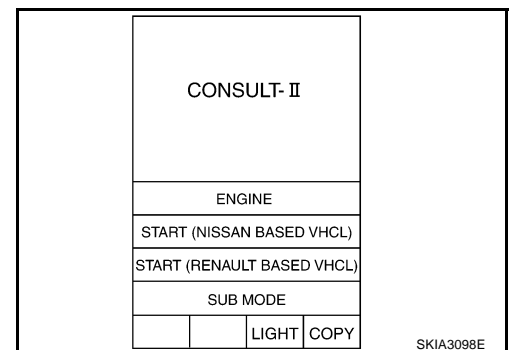 CONSULT-II
ENGINE
START (NISSAN BASED VHCL)
START (RENAULT BASED VHCL)
SUB MODE
LIGHT COPY
SKIA3098E